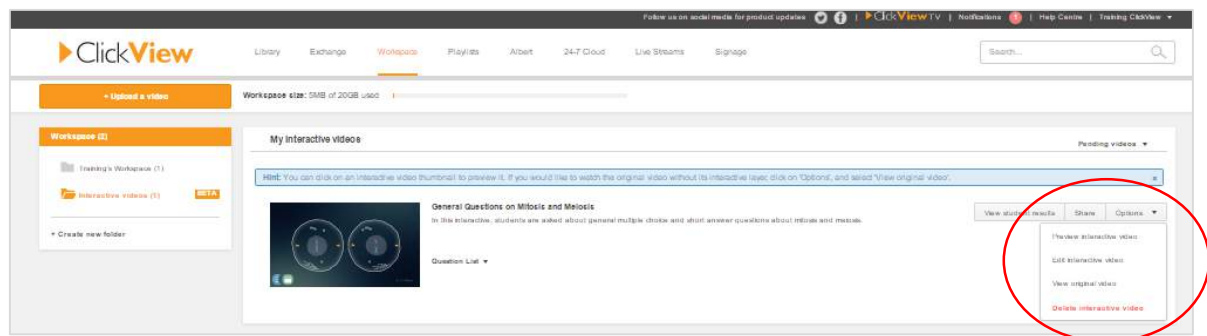 Follow us on social media for product updates | ClickView TV | Notifications | Help Centre | Training ClickView
ClickView Library Exchange Workspace Playlists Albert 24-7 Cloud Live Streams Signage Search...
+ Upload a video Workspace size: 5MB of 20GB used
Workspace (2)
My interactive videos
Pending videos
Training's Workspace (1)
Interactive videos (1) BETA
+ Create new folder
Hint: You can click on an interactive video thumbnail to preview it. If you would like to watch the original video without its interactive layer, click on 'Options', and select 'View original video'. x
General Questions on Mitosis and Meiosis
In this interactive, students are asked about general multiple choice and short answer questions about mitosis and meiosis.
Question List
View student results Share Options
Preview interactive video
Edit interactive video
View original video
Delete interactive video